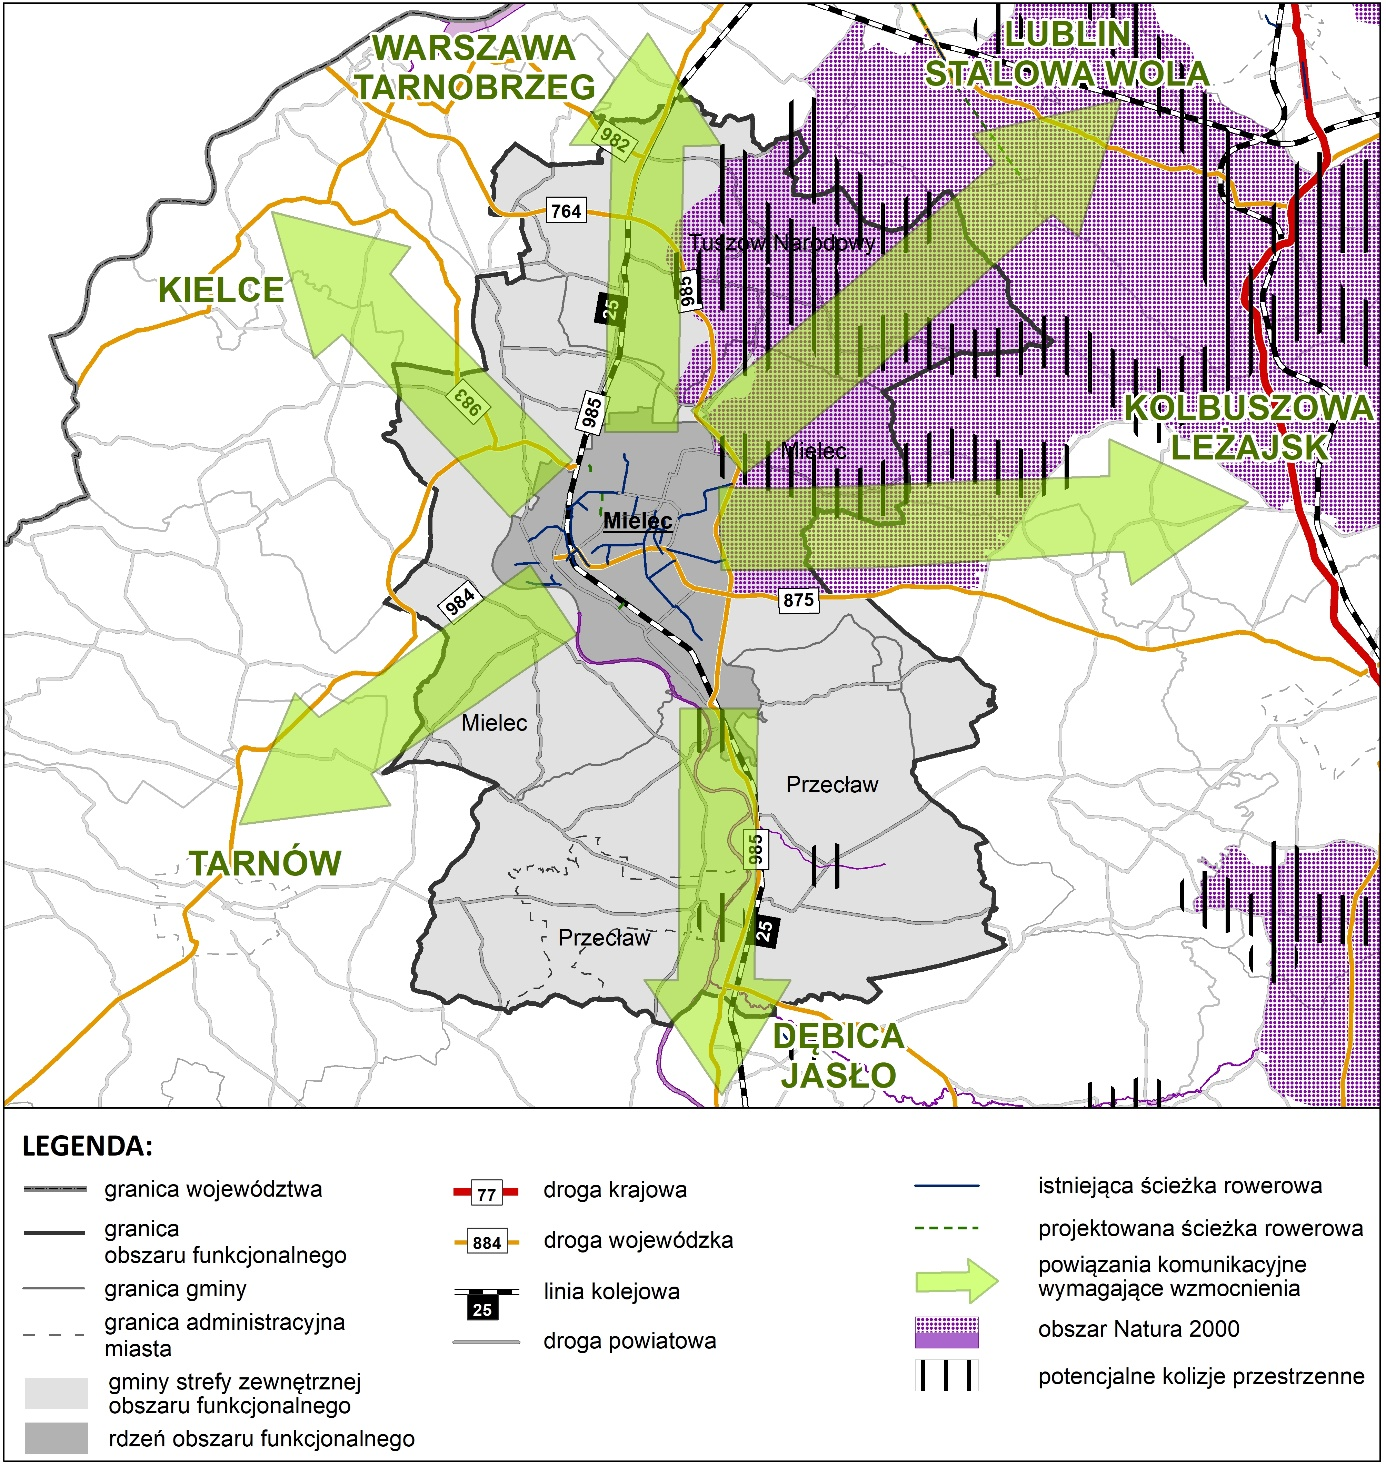 WARSZAWA
TARNOBRZEG
LUBLIN
STALOWA WOLA
982
764
Tuszów Narodowy
KIELCE
985
25
983
985
KOLBUSZOWA
LEŻAJSK
Mielec
Mielec
984
875
Mielec
Przecław
TARNÓW
985
Przecław
25
DĘBICA
JASŁO
LEGENDA:
granica województwa
granica
obszaru funkcjonalnego
granica gminy
granica administracyjna
miasta
gminy strefy zewnętrznej
obszaru funkcjonalnego
rdzeń obszaru funkcjonalnego
77
droga krajowa
884
droga wojewódzka
25
linia kolejowa
droga powiatowa
istniejąca ścieżka rowerowa
projektowana ścieżka rowerowa
powiązania komunikacyjne
wymagające wzmocnienia
obszar Natura 2000
potencjalne kolizje przestrzenne